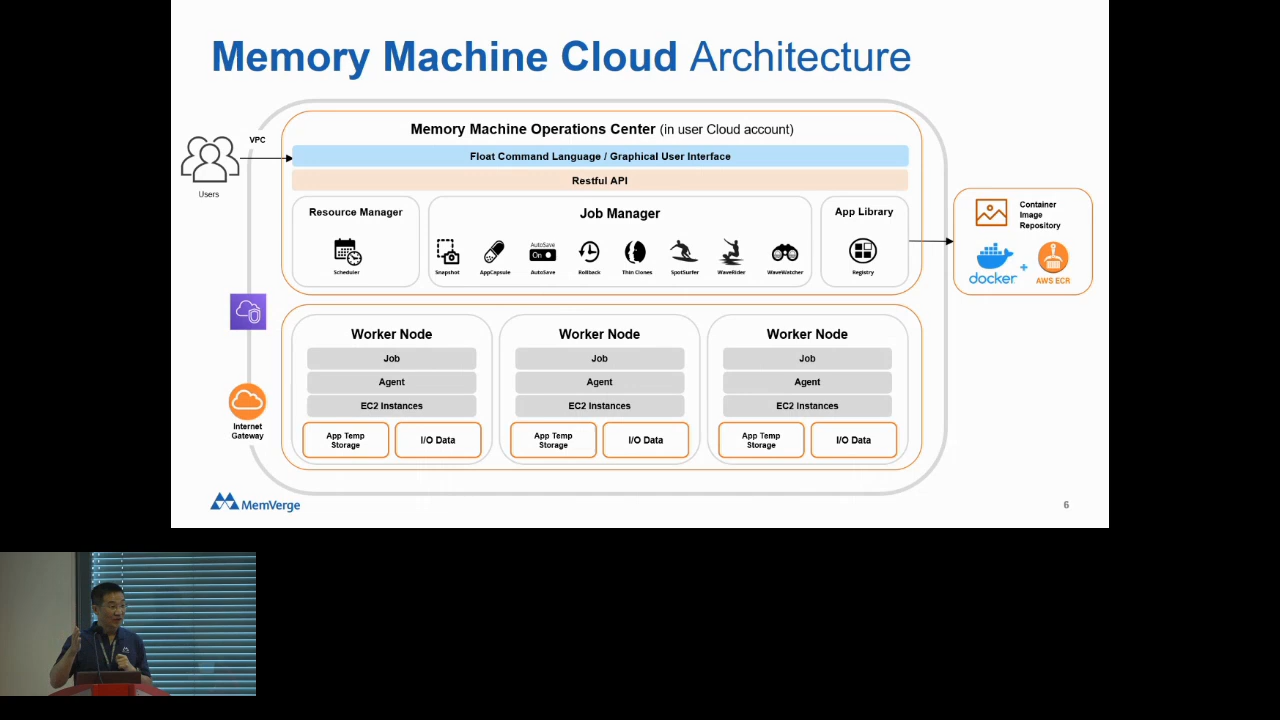 Memory Machine Cloud Architecture
Memory Machine Operations Center (in user Cloud account)
VPC
Users
Float Command Language / Graphical User Interface
Restful API
Resource Manager
Scheduler
Job Manager
Snapshot
AppCapsule
AutoSave
On
AutoSave
Rollback
Thin Clones
SpotSurfer
WaveRider
WaveWatcher
App Library
Registry
Container
Image
Repository
docker
+
AWS ECR
Internet
Gateway
Worker Node
Job
Agent
EC2 Instances
App Temp
Storage
I/O Data
Worker Node
Job
Agent
EC2 Instances
App Temp
Storage
I/O Data
Worker Node
Job
Agent
EC2 Instances
App Temp
Storage
I/O Data
MemVerge
6